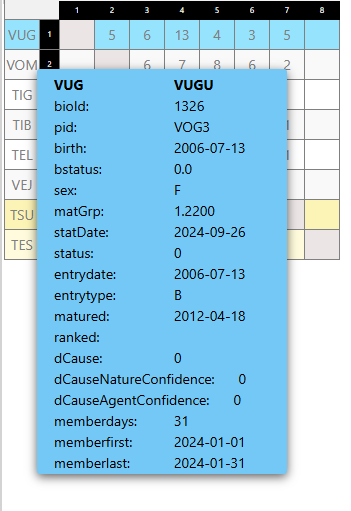 1 2 3 4 5 6 7 8
VUG 1 5 6 13 4 3 5
VOM 2 6 7 8 6 2
TIG
TIB
TEL
VEJ
TSU
TES
VUG VUGU
bioId: 1326
pid: VOG3
birth: 2006-07-13
bstatus: 0.0
sex: F
matGrp: 1.2200
statDate: 2024-09-26
status: 0
entrydate: 2006-07-13
entrytype: B
matured: 2012-04-18
ranked:
dCause: 0
dCauseNatureConfidence: 0
dCauseAgentConfidence: 0
memberdays: 31
memberfirst: 2024-01-01
memberlast: 2024-01-31